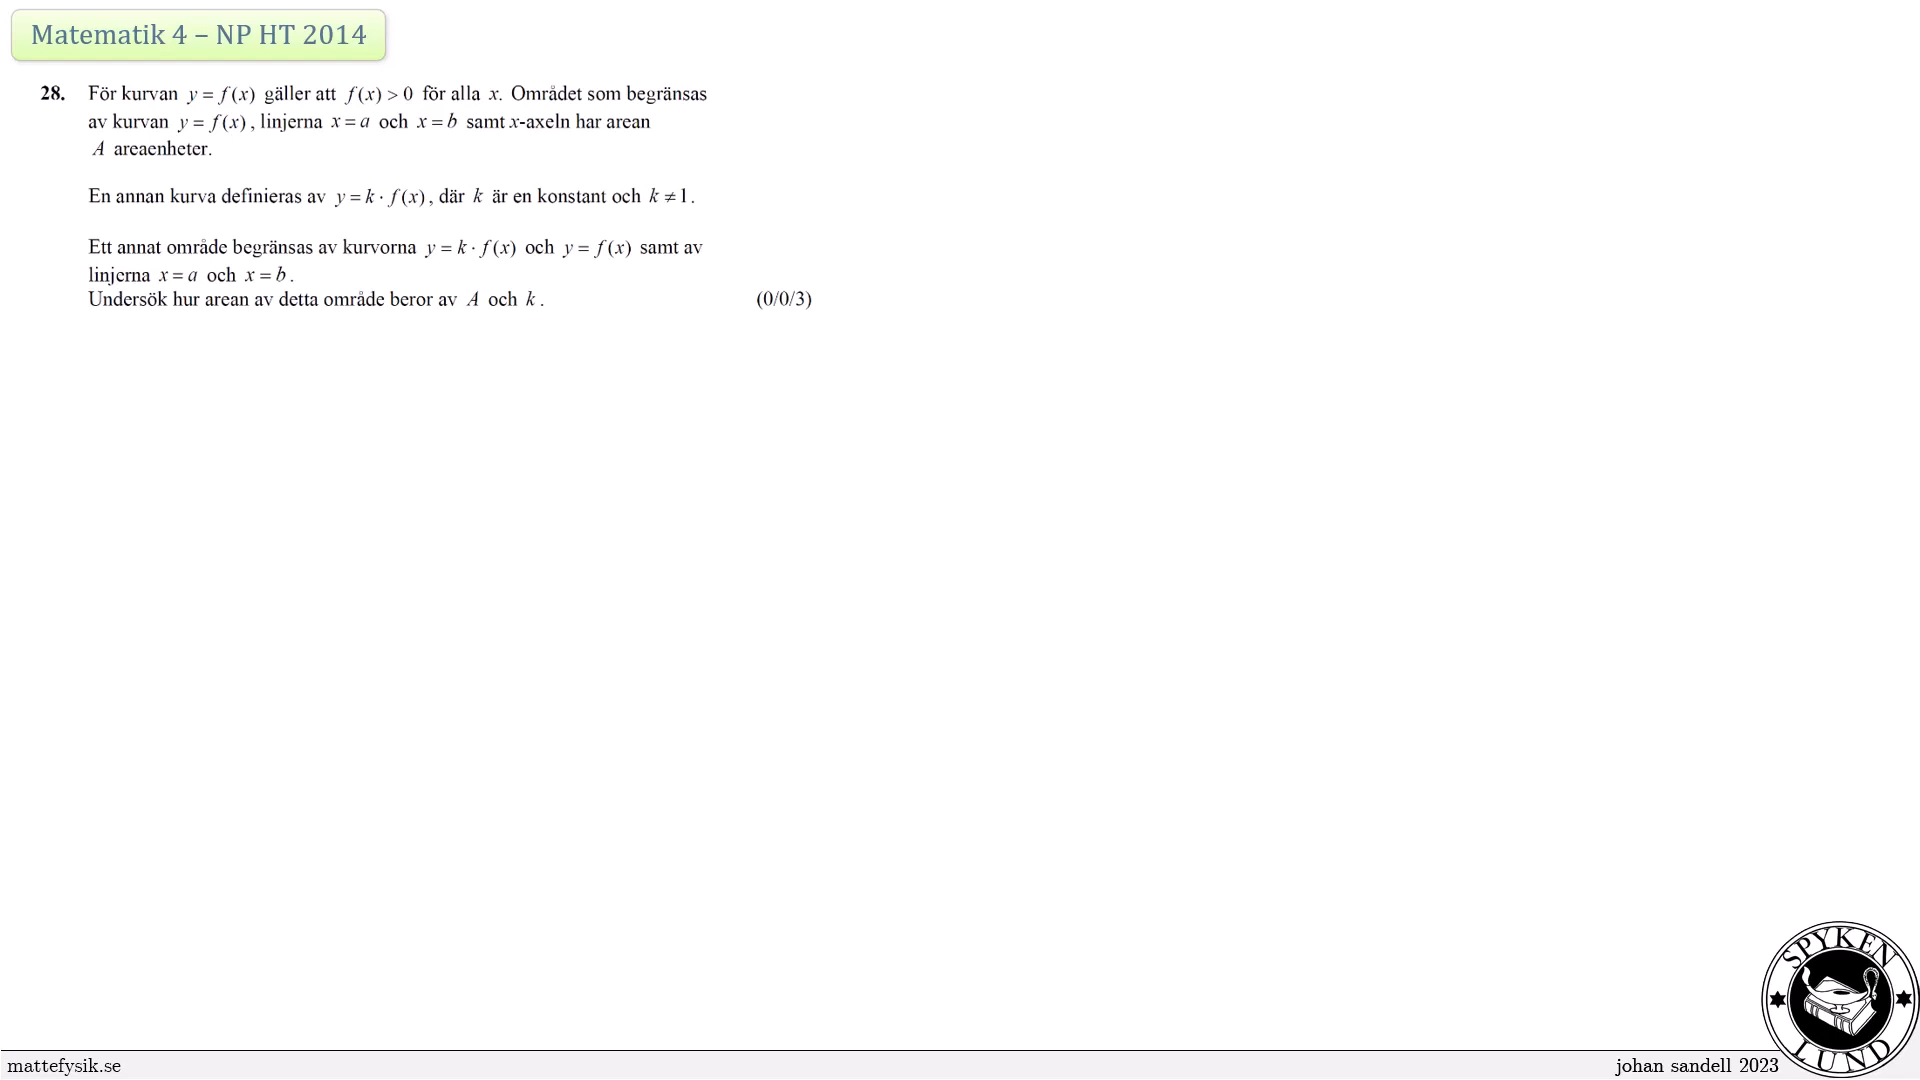 Matematik 4 – NP HT 2014
28. För kurvan y = f(x) gäller att f(x) > 0 för alla x. Området som begränsas
av kurvan y = f(x), linjerna x = a och x = b samt x-axeln har arean
A areaenheter.
En annan kurva definieras av y = k · f(x), där k är en konstant och k ≠ 1.
Ett annat område begränsas av kurvorna y = k · f(x) och y = f(x) samt av
linjerna x = a och x = b.
Undersök hur arean av detta område beror av A och k. (0/0/3)
SPYKEN
LUND
mattefysik.se
johan sandell 2023